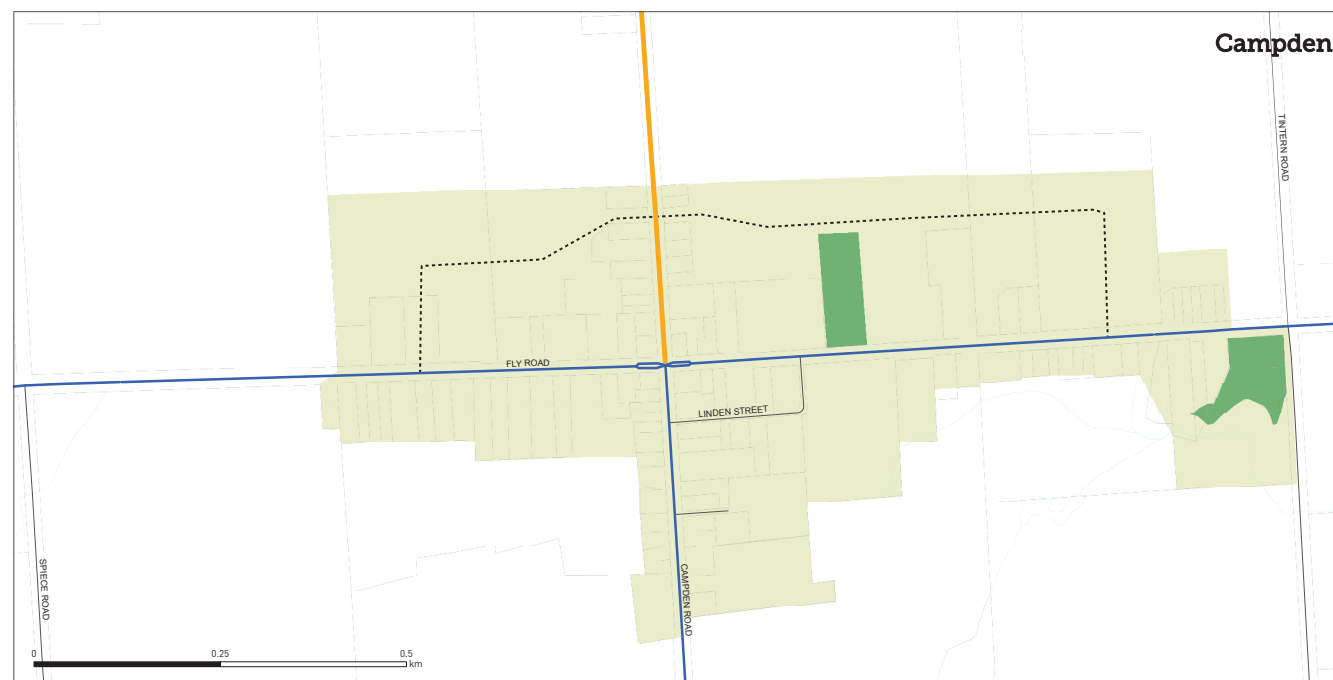 Campden
TINTERN ROAD
FLY ROAD
LINDEN STREET
SPIECE ROAD
CAMPDEN ROAD
0 0.25 0.5
km